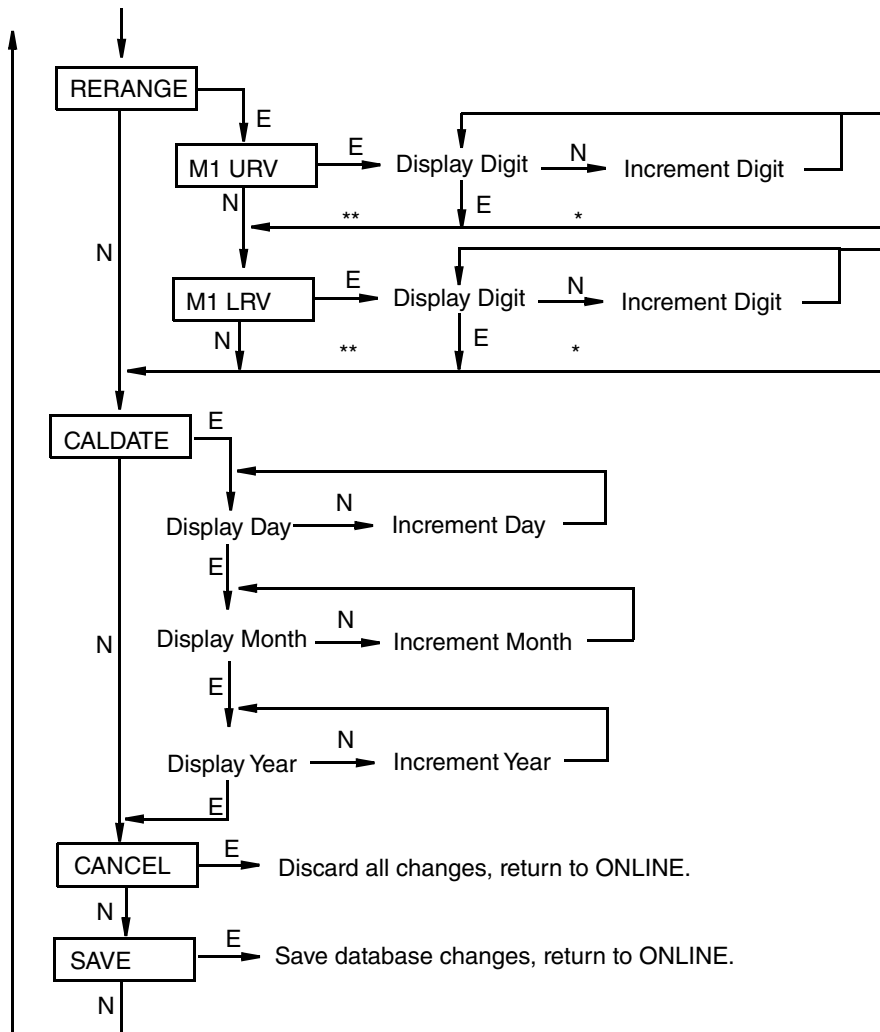 RERANGE
E
M1 URV
E
Display Digit
N
Increment Digit
N
E
**
*
N
M1 LRV
E
Display Digit
N
Increment Digit
N
E
**
*
CALDATE
E
Display Day
N
Increment Day
E
N
Display Month
N
Increment Month
E
Display Year
N
Increment Year
E
CANCEL
E
Discard all changes, return to ONLINE.
N
SAVE
E
Save database changes, return to ONLINE.
N